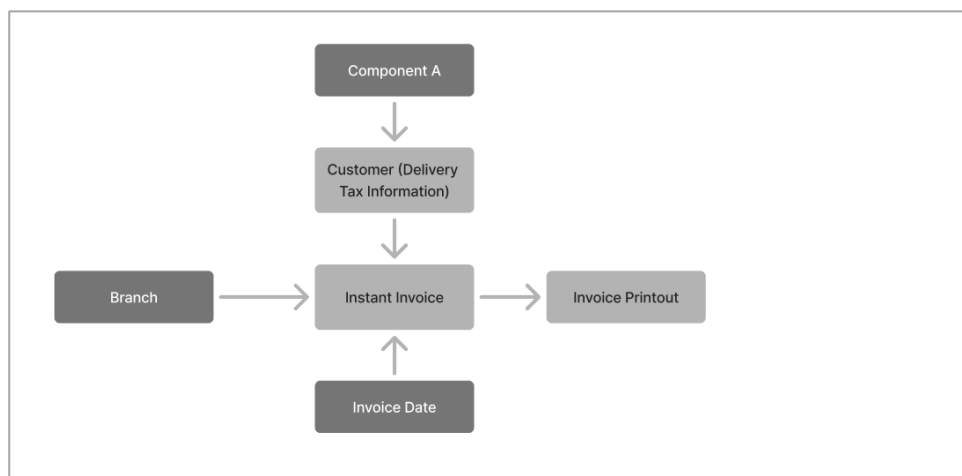 Component A
Customer (Delivery
Tax Information)
Branch
Instant Invoice
Invoice Printout
Invoice Date